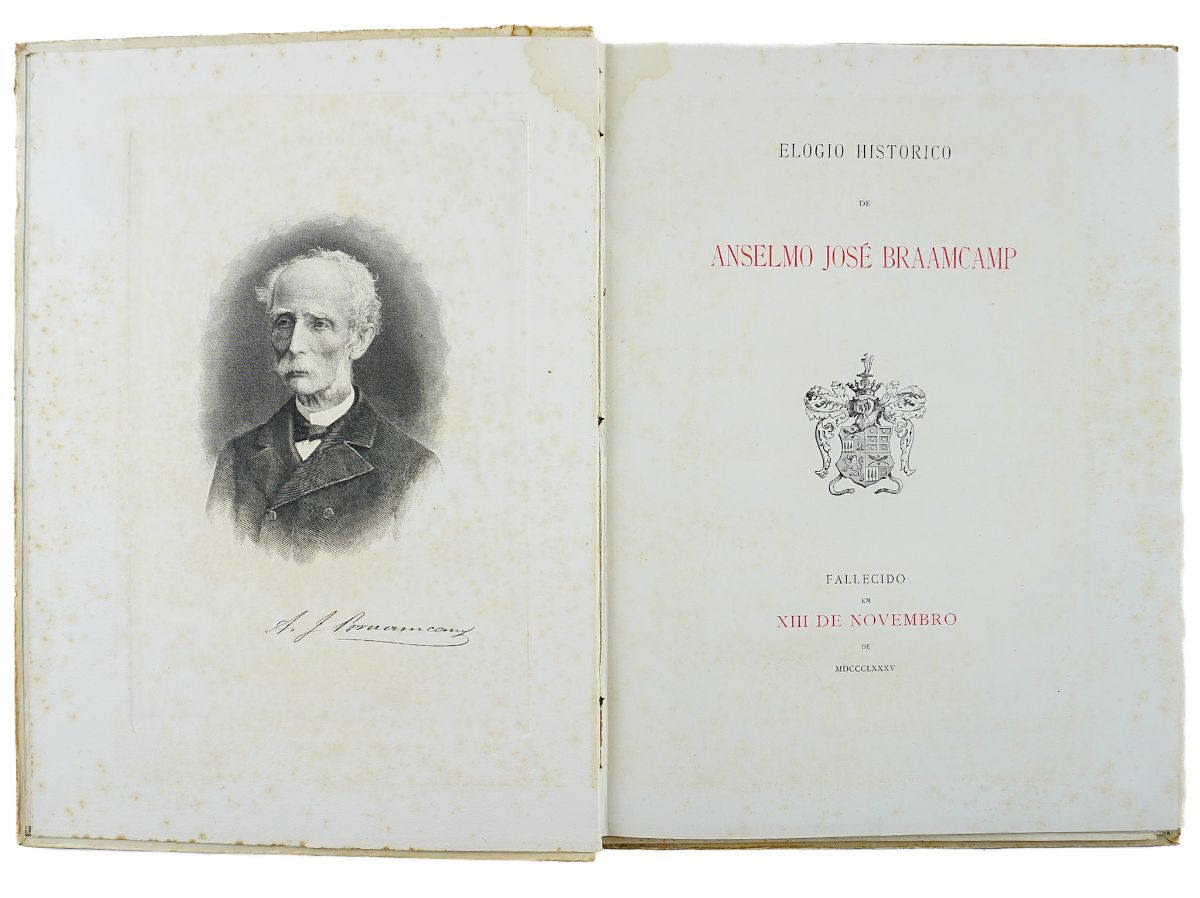 A. J. Braamcamp
ELOGIO HISTORICO
DE
ANSELMO JOSÉ BRAAMCAMP
FALLECIDO
EM
XIII DE NOVEMBRO
DE
MDCCCLXXXV